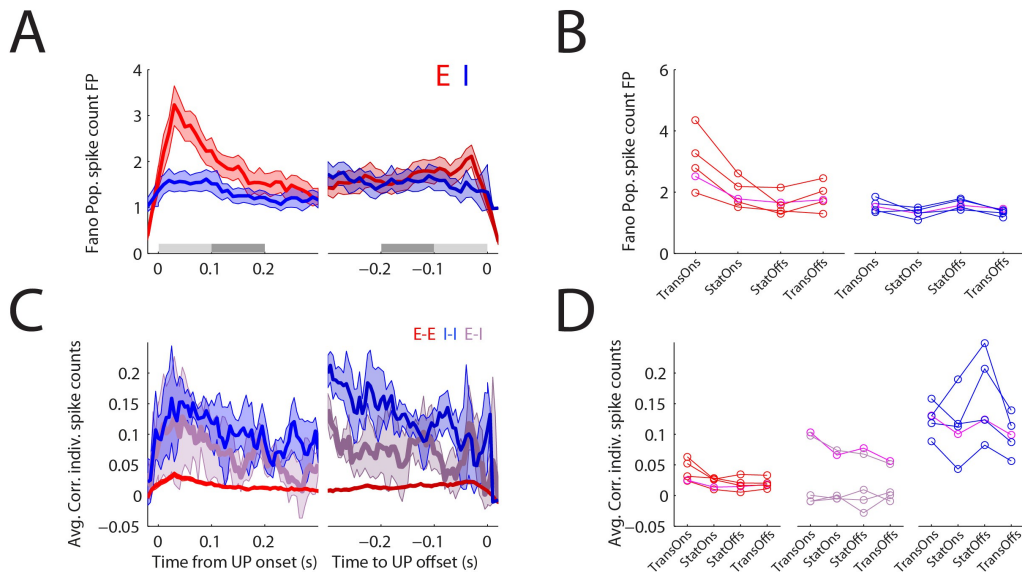 A
E I
Fano Pop. spike count FP
4
3
2
1
0
0 0.1 0.2
−0.2 −0.1 0
B
Fano Pop. spike count FP
6
4
2
0
TransOns StatOns StatOffs TransOffs
TransOns StatOns StatOffs TransOffs
C
E-E I-I E-I
Avg. Corr. indiv. spike counts
0.2
0.15
0.1
0.05
0
−0.05
0 0.1 0.2
−0.2 −0.1 0
Time from UP onset (s)
Time to UP offset (s)
D
Avg. Corr. indiv. spike counts
0.2
0.15
0.1
0.05
0
−0.05
TransOns StatOns StatOffs TransOffs
TransOns StatOns StatOffs TransOffs
TransOns StatOns StatOffs TransOffs